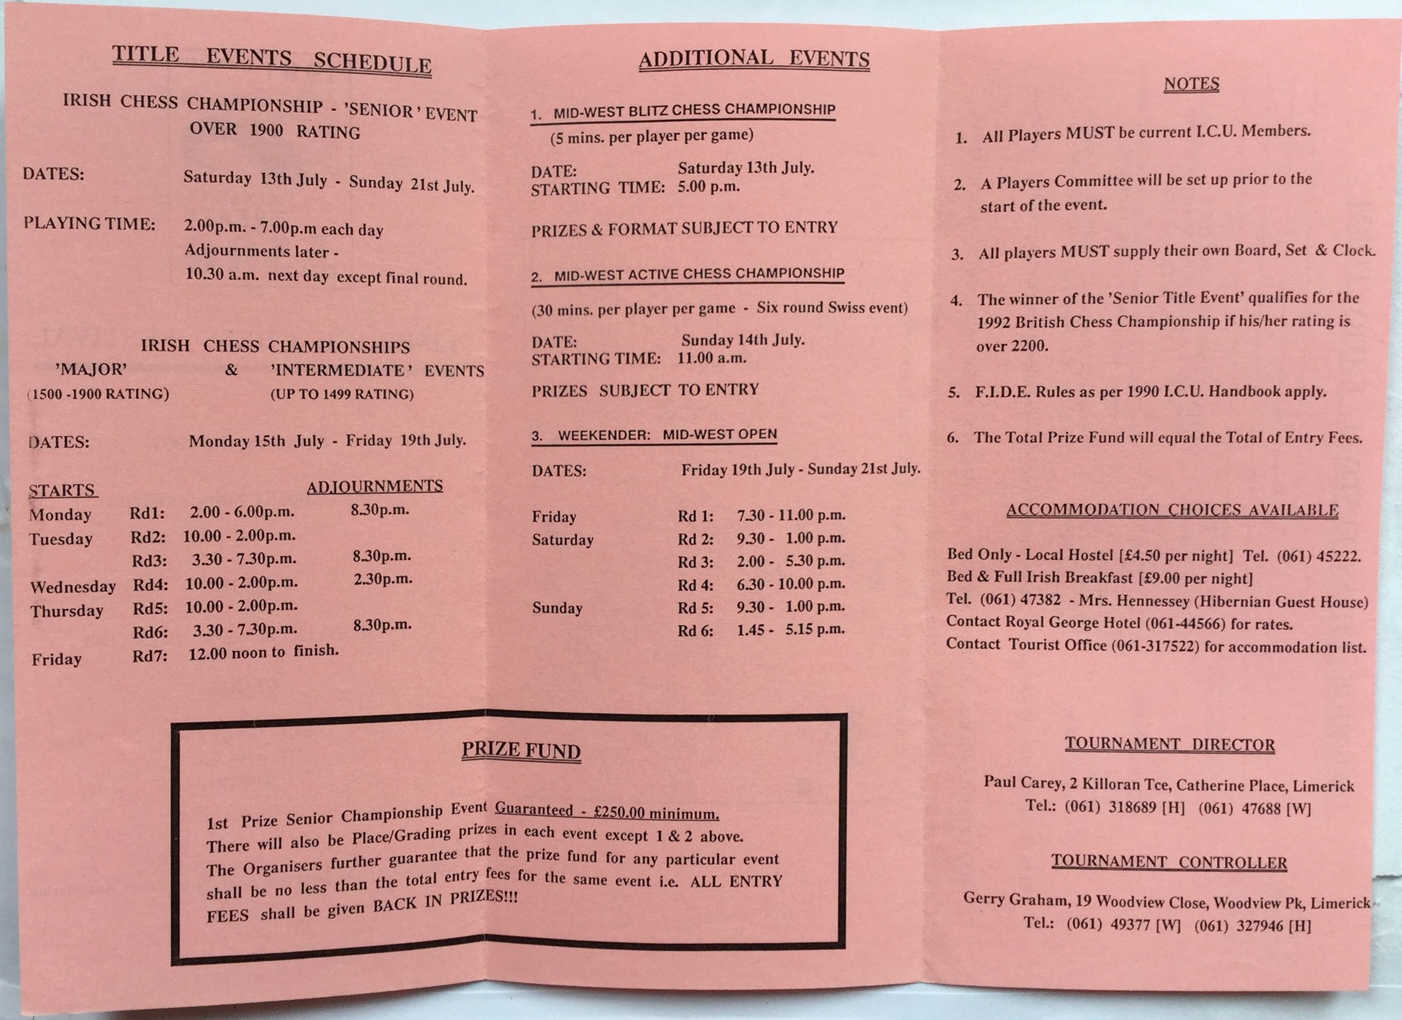 TITLE EVENTS SCHEDULE
IRISH CHESS CHAMPIONSHIP - 'SENIOR' EVENT
OVER 1900 RATING
DATES: Saturday 13th July - Sunday 21st July.
PLAYING TIME: 2.00p.m. - 7.00p.m each day
Adjournments later -
10.30 a.m. next day except final round.
IRISH CHESS CHAMPIONSHIPS
'MAJOR' & 'INTERMEDIATE' EVENTS
(1500 -1900 RATING) (UP TO 1499 RATING)
DATES: Monday 15th July - Friday 19th July.
STARTS ADJOURNMENTS
Monday Rd1: 2.00 - 6.00p.m. 8.30p.m.
Tuesday Rd2: 10.00 - 2.00p.m.
Rd3: 3.30 - 7.30p.m. 8.30p.m.
Wednesday Rd4: 10.00 - 2.00p.m. 2.30p.m.
Thursday Rd5: 10.00 - 2.00p.m.
Rd6: 3.30 - 7.30p.m. 8.30p.m.
Friday Rd7: 12.00 noon to finish.
ADDITIONAL EVENTS
1. MID-WEST BLITZ CHESS CHAMPIONSHIP
(5 mins. per player per game)
DATE: Saturday 13th July.
STARTING TIME: 5.00 p.m.
PRIZES & FORMAT SUBJECT TO ENTRY
2. MID-WEST ACTIVE CHESS CHAMPIONSHIP
(30 mins. per player per game - Six round Swiss event)
DATE: Sunday 14th July.
STARTING TIME: 11.00 a.m.
PRIZES SUBJECT TO ENTRY
3. WEEKENDER: MID-WEST OPEN
DATES: Friday 19th July - Sunday 21st July.
Friday Rd 1: 7.30 - 11.00 p.m.
Saturday Rd 2: 9.30 - 1.00 p.m.
Rd 3: 2.00 - 5.30 p.m.
Rd 4: 6.30 - 10.00 p.m.
Sunday Rd 5: 9.30 - 1.00 p.m.
Rd 6: 1.45 - 5.15 p.m.
PRIZE FUND
1st Prize Senior Championship Event Guaranteed - £250.00 minimum.
There will also be Place/Grading prizes in each event except 1 & 2 above.
The Organisers further guarantee that the prize fund for any particular event
shall be no less than the total entry fees for the same event i.e. ALL ENTRY
FEES shall be given BACK IN PRIZES!!!
NOTES
1. All Players MUST be current I.C.U. Members.
2. A Players Committee will be set up prior to the
start of the event.
3. All players MUST supply their own Board, Set & Clock.
4. The winner of the 'Senior Title Event' qualifies for the
1992 British Chess Championship if his/her rating is
over 2200.
5. F.I.D.E. Rules as per 1990 I.C.U. Handbook apply.
6. The Total Prize Fund will equal the Total of Entry Fees.
ACCOMMODATION CHOICES AVAILABLE
Bed Only - Local Hostel [£4.50 per night] Tel. (061) 45222.
Bed & Full Irish Breakfast [£9.00 per night]
Tel. (061) 47382 - Mrs. Hennessey (Hibernian Guest House)
Contact Royal George Hotel (061-44566) for rates.
Contact Tourist Office (061-317522) for accommodation list.
TOURNAMENT DIRECTOR
Paul Carey, 2 Killoran Tce, Catherine Place, Limerick
Tel.: (061) 318689 [H] (061) 47688 [W]
TOURNAMENT CONTROLLER
Gerry Graham, 19 Woodview Close, Woodview Pk, Limerick
Tel.: (061) 49377 [W] (061) 327946 [H]